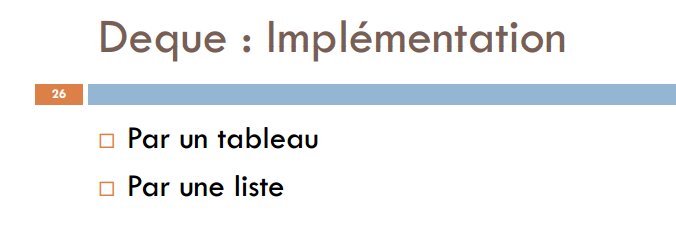 Deque : Implémentation
26
Par un tableau
Par une liste